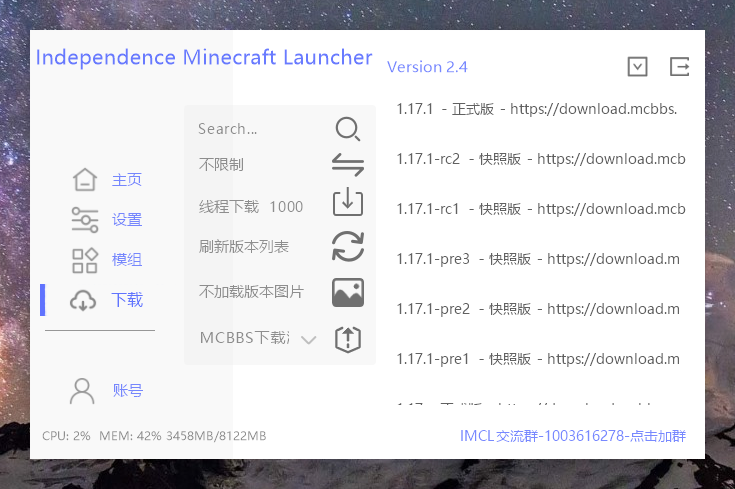 Independence Minecraft Launcher
Version 2.4
主页
设置
模组
下载
账号
Search...
不限制
线程下载 1000
刷新版本列表
不加载版本图片
MCBBS下载
1.17.1 - 正式版 - https://download.mcbbs.
1.17.1-rc2 - 快照版 - https://download.mcb
1.17.1-rc1 - 快照版 - https://download.mcb
1.17.1-pre3 - 快照版 - https://download.m
1.17.1-pre2 - 快照版 - https://download.m
1.17.1-pre1 - 快照版 - https://download.m
CPU: 2% MEM: 42% 3458MB/8122MB
IMCL交流群-1003616278-点击加群